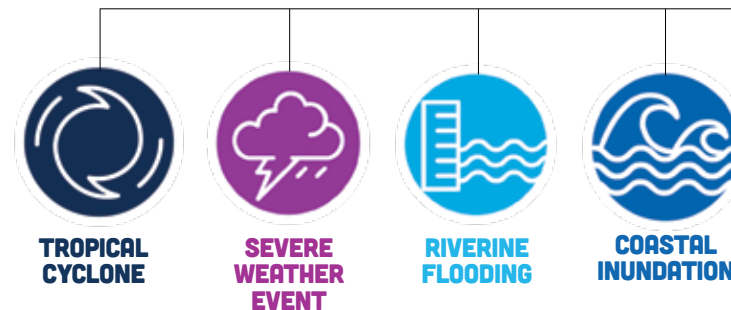 TROPICAL
CYCLONE
SEVERE
WEATHER
EVENT
RIVERINE
FLOODING
COASTAL
INUNDATION